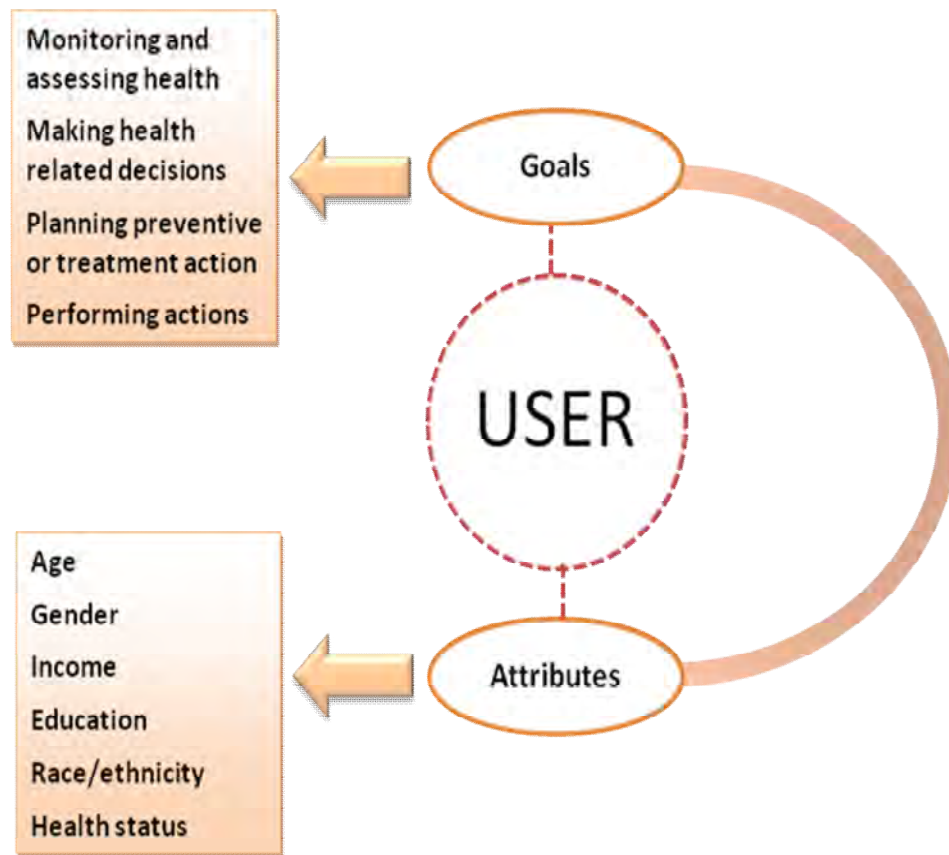 Monitoring and
assessing health
Making health
related decisions
Planning preventive
or treatment action
Performing actions
Goals
USER
Age
Gender
Income
Education
Race/ethnicity
Health status
Attributes